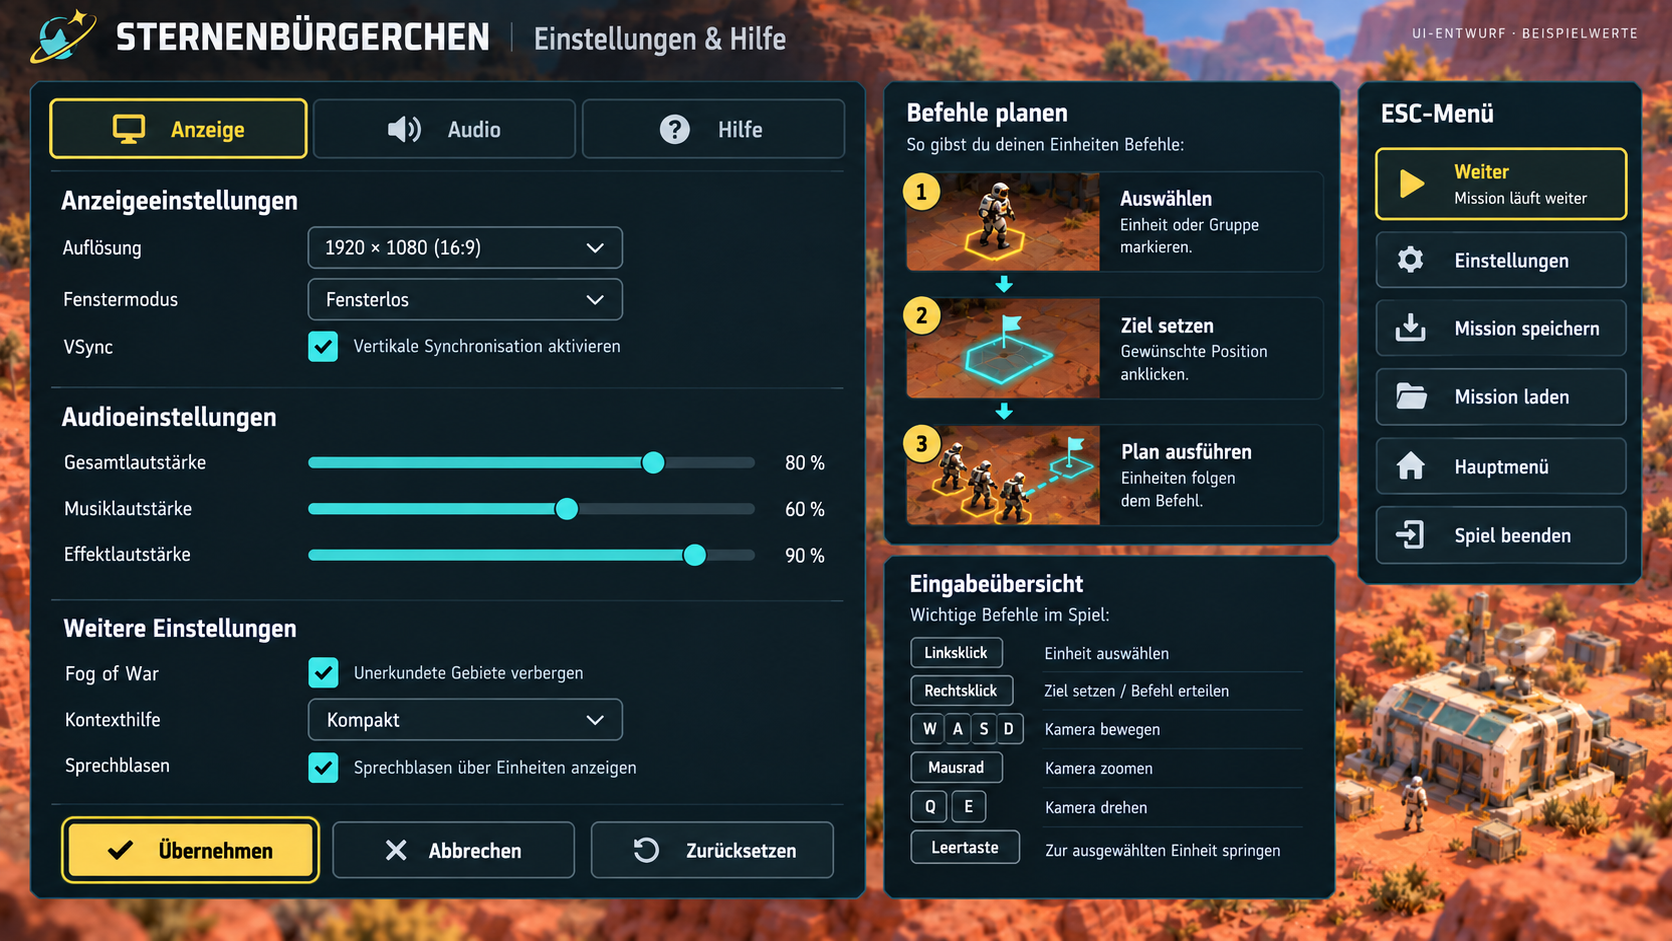 STERNENBÜRGERCHEN
Einstellungen & Hilfe
UI-ENTWURF · BEISPIELWERTE
Anzeige
Audio
Hilfe
Anzeigeeinstellungen
Auflösung
1920 × 1080 (16:9)
Fenstermodus
Fensterlos
VSync
Vertikale Synchronisation aktivieren
Audioeinstellungen
Gesamtlautstärke
80 %
Musiklautstärke
60 %
Effektlautstärke
90 %
Weitere Einstellungen
Fog of War
Unerkundete Gebiete verbergen
Kontexthilfe
Kompakt
Sprechblasen
Sprechblasen über Einheiten anzeigen
Übernehmen
Abbrechen
Zurücksetzen
Befehle planen
So gibst du deinen Einheiten Befehle:
1
Auswählen
Einheit oder Gruppe
markieren.
2
Ziel setzen
Gewünschte Position
anklicken.
3
Plan ausführen
Einheiten folgen
dem Befehl.
Eingabeübersicht
Wichtige Befehle im Spiel:
Linksklick
Einheit auswählen
Rechtsklick
Ziel setzen / Befehl erteilen
W A S D
Kamera bewegen
Mausrad
Kamera zoomen
Q E
Kamera drehen
Leertaste
Zur ausgewählten Einheit springen
ESC-Menü
Weiter
Mission läuft weiter
Einstellungen
Mission speichern
Mission laden
Hauptmenü
Spiel beenden